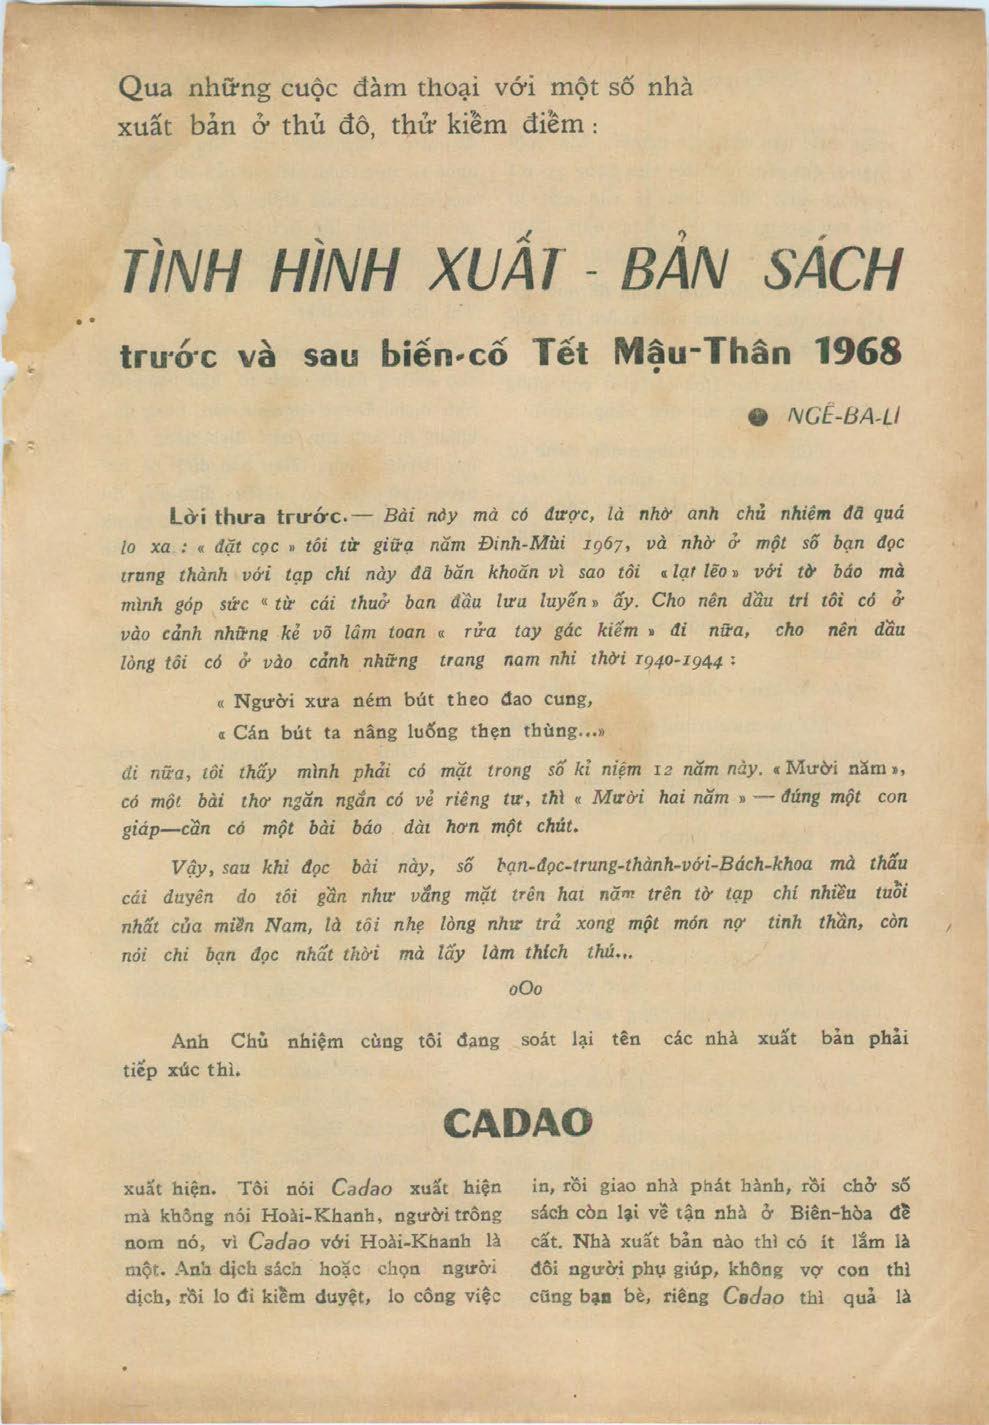 Qua những cuộc đàm thoại với một số nhà
xuất bản ở thủ đô, thử kiểm điểm :
TÌNH HÌNH XUẤT - BẢN SÁCH
trước và sau biến-cố Tết Mậu-Thân 1968
● NGÊ-BA-LÍ
Lời thưa trước.— Bài này mà có được, là nhờ anh chủ nhiệm đã quá
lo xa : « đặt cọc » tôi từ giữa năm Đinh-Mùi 1967, và nhờ ở một số bạn đọc
trung thành với tạp chí này đã băn khoăn vì sao tôi «lạt lẽo» với tờ báo mà
mình góp sức « từ cái thuở ban đầu lưu luyến» ấy. Cho nên dầu trí tôi có ở
vào cảnh những kẻ võ lâm toan « rửa tay gác kiếm » đi nữa, cho nên dầu
lòng tôi có ở vào cảnh những trang nam nhi thời 1940-1944 :
« Người xưa ném bút theo đao cung,
« Cán bút ta nâng luống thẹn thùng...»
đi nữa, tôi thấy mình phải có mặt trong số kỉ niệm 12 năm này. «Mười năm»,
có một bài thơ ngăn ngắn có vẻ riêng tư, thì « Mười hai năm » — đúng một con
giáp—cần có một bài báo dài hơn một chút.
Vậy, sau khi đọc bài này, số bạn-đọc-trung-thành-với-Bách-khoa mà thấu
cái duyên do tôi gần như vắng mặt trên hai năm trên tờ tạp chí nhiều tuổi
nhất của miền Nam, là tôi nhẹ lòng như trả xong một món nợ tinh thần, còn
nói chi bạn đọc nhất thời mà lấy làm thích thú...
oOo
Anh Chủ nhiệm cùng tôi đang soát lại tên các nhà xuất bản phải
tiếp xúc thì.
CADAO
xuất hiện. Tôi nói Cadao xuất hiện
mà không nói Hoài-Khanh, người trông
nom nó, vì Cadao với Hoài-Khanh là
một. Anh dịch sách hoặc chọn người
dịch, rồi lo đi kiểm duyệt, lo công việc
in, rồi giao nhà phát hành, rồi chở số
sách còn lại về tận nhà ở Biên-hòa để
cất. Nhà xuất bản nào thì có ít lắm là
đôi người phụ giúp, không vợ con thì
cũng bạn bè, riêng Cadao thì quả là